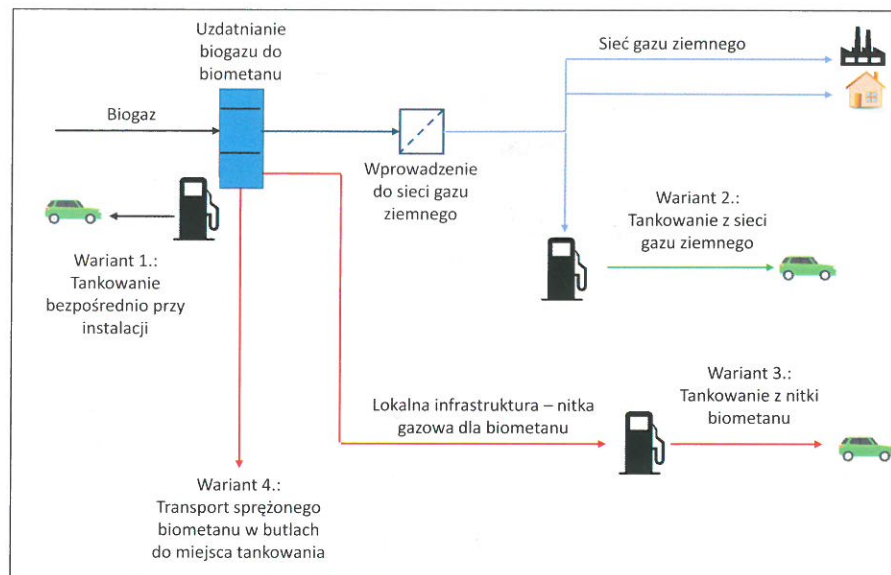 Uzdatnianie
biogazu do
biometanu
Sieć gazu ziemnego
Biogaz
Wprowadzenie
do sieci gazu
ziemnego
Wariant 1.:
Tankowanie
bezpośrednio przy
instalacji
Wariant 2.:
Tankowanie z sieci
gazu ziemnego
Lokalna infrastruktura – nitka
gazowa dla biometanu
Wariant 3.:
Tankowanie z nitki
biometanu
Wariant 4.:
Transport sprężonego
biometanu w butlach
do miejsca tankowania